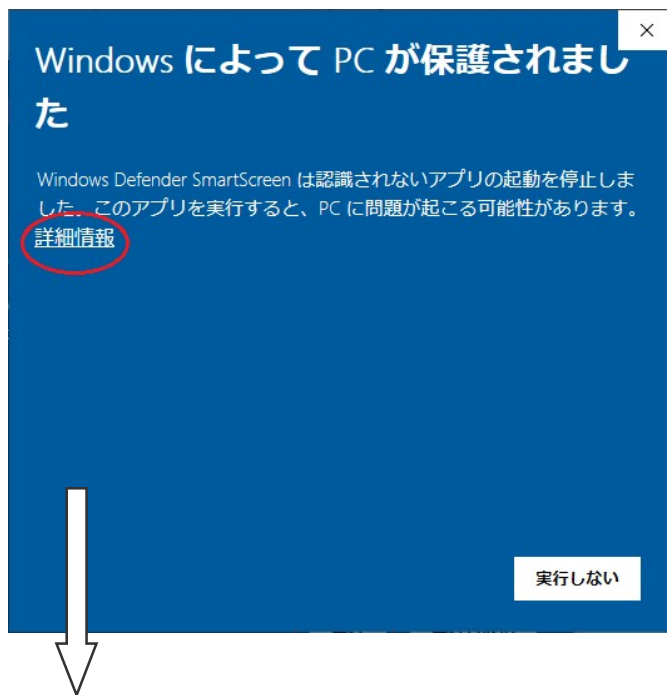 Windows によって PC が保護されまし
た
Windows Defender SmartScreen は認識されないアプリの起動を停止しま
した。このアプリを実行すると、PC に問題が起こる可能性があります。
詳細情報
実行しない